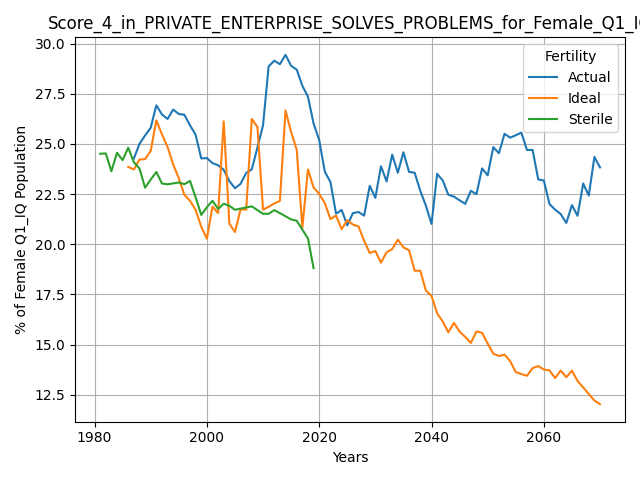 Score_4_in_PRIVATE_ENTERPRISE_SOLVES_PROBLEMS_for_Female_Q1_IQ
Fertility
Actual
Ideal
Sterile
% of Female Q1_IQ Population
30.0
27.5
25.0
22.5
20.0
17.5
15.0
12.5
1980
2000
2020
2040
2060
Years